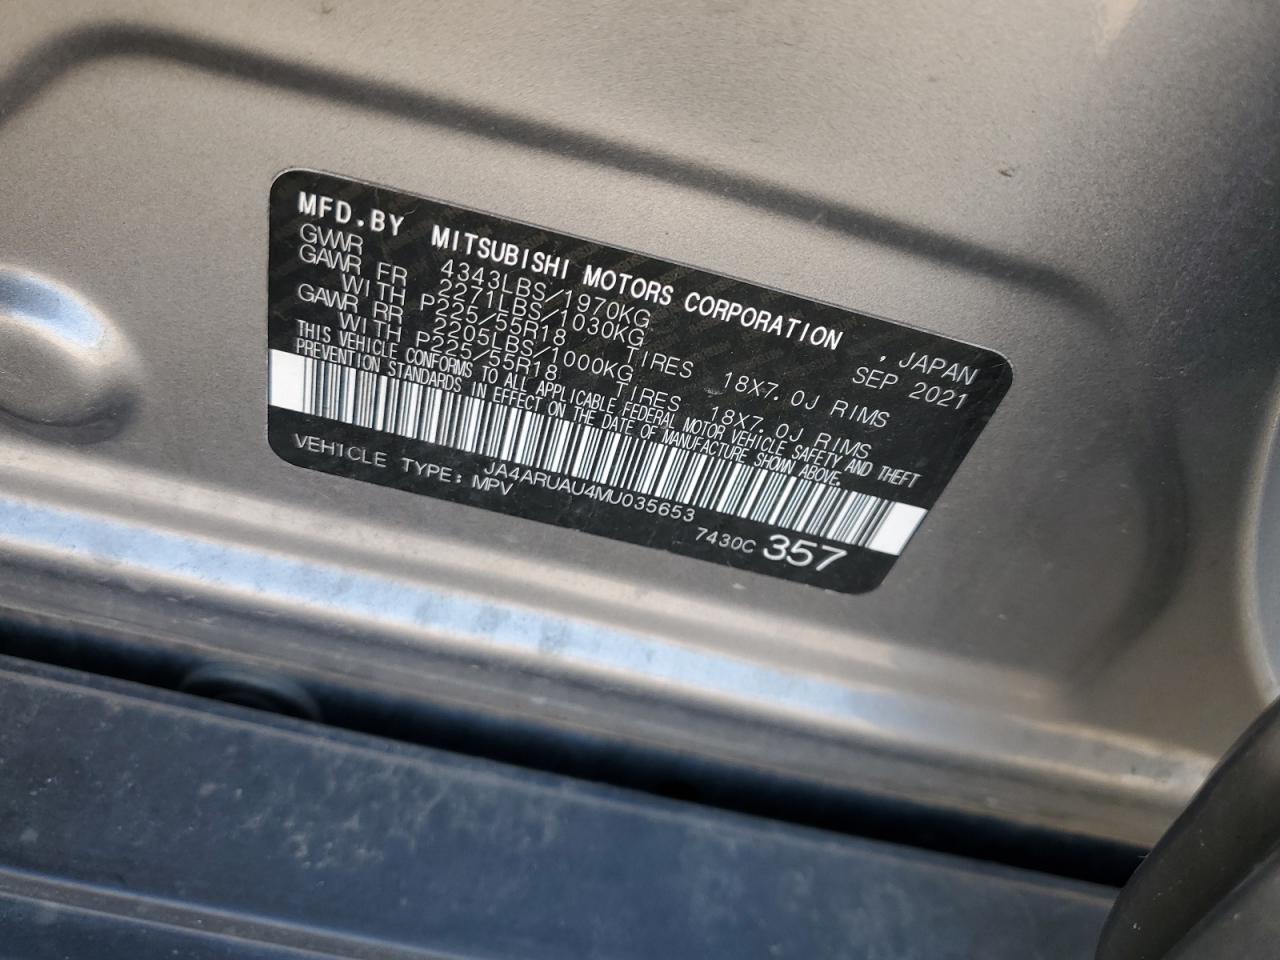 MFD.BY MITSUBISHI MOTORS CORPORATION , JAPAN
GVWR 4343LBS/1970KG SEP 2021
GAWR FR 2271LBS/1030KG
WITH P225/55R18 TIRES 18X7.0J RIMS
GAWR RR 2205LBS/1000KG
WITH P225/55R18 TIRES 18X7.0J RIMS
THIS VEHICLE CONFORMS TO ALL APPLICABLE FEDERAL MOTOR VEHICLE SAFETY AND THEFT
PREVENTION STANDARDS IN EFFECT ON THE DATE OF MANUFACTURE SHOWN ABOVE.
JA4ARUAU4MU035653
VEHICLE TYPE: MPV 7430C 357